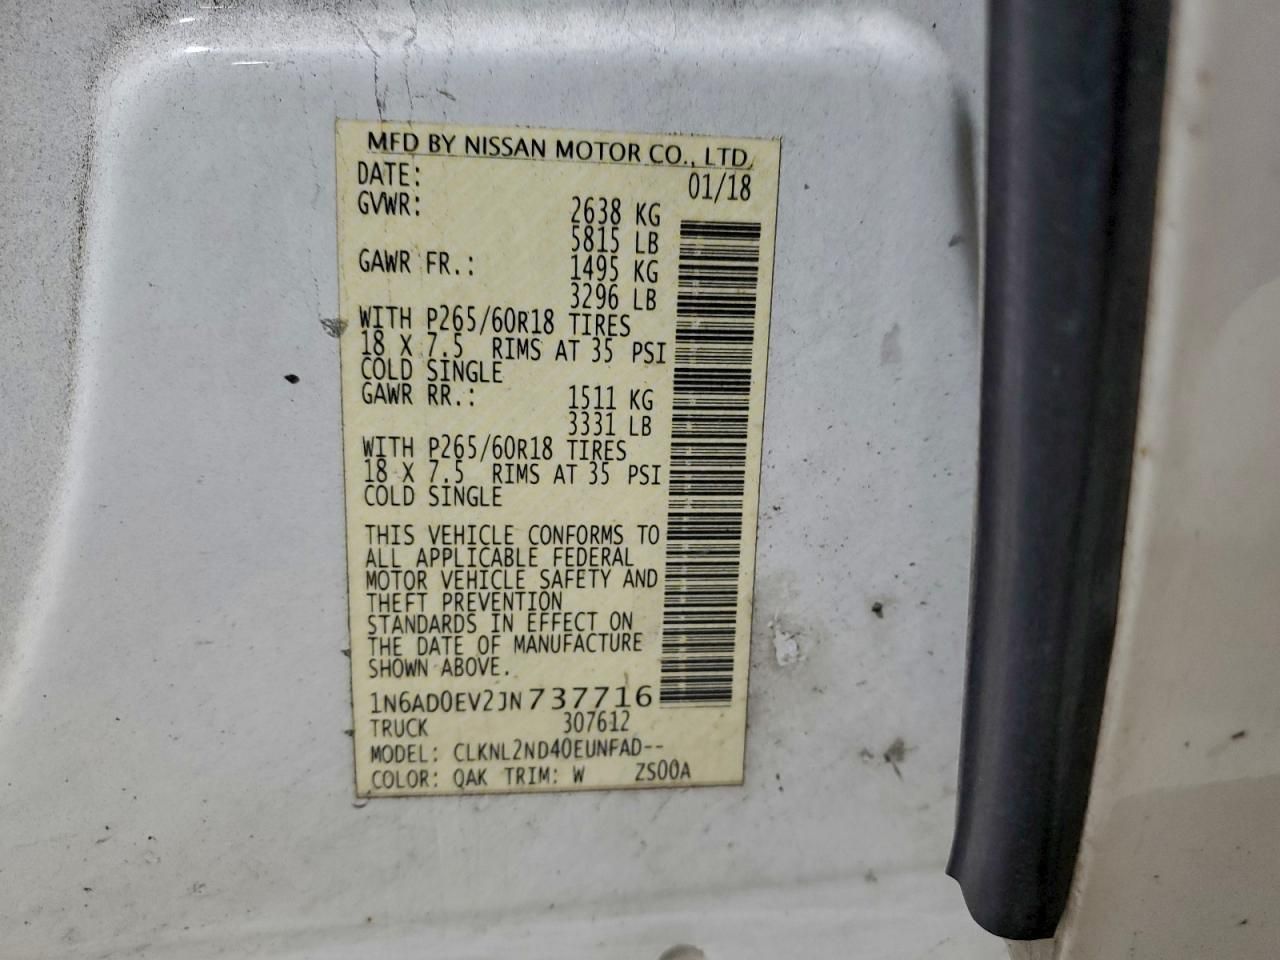 MFD BY NISSAN MOTOR CO., LTD.
DATE: 01/18
GVWR: 2638 KG
5815 LB
GAWR FR.: 1495 KG
3296 LB
WITH P265/60R18 TIRES
18 X 7.5 RIMS AT 35 PSI
COLD SINGLE
GAWR RR.: 1511 KG
3331 LB
WITH P265/60R18 TIRES
18 X 7.5 RIMS AT 35 PSI
COLD SINGLE
THIS VEHICLE CONFORMS TO
ALL APPLICABLE FEDERAL
MOTOR VEHICLE SAFETY AND
THEFT PREVENTION
STANDARDS IN EFFECT ON
THE DATE OF MANUFACTURE
SHOWN ABOVE.
1N6AD0EV2JN737716
TRUCK 307612
MODEL: CLKNL2ND40EUNFAD--
COLOR: QAK TRIM: W ZS00A